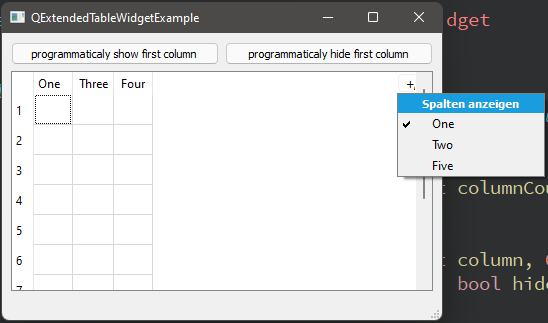 QExtendedTableWidgetExample
dget
programmaticaly show first column
programmaticaly hide first column
One Three Four
+
Spalten anzeigen
One
Two
Five
1
2
3
4
5
6
columnCou
column,
bool hide